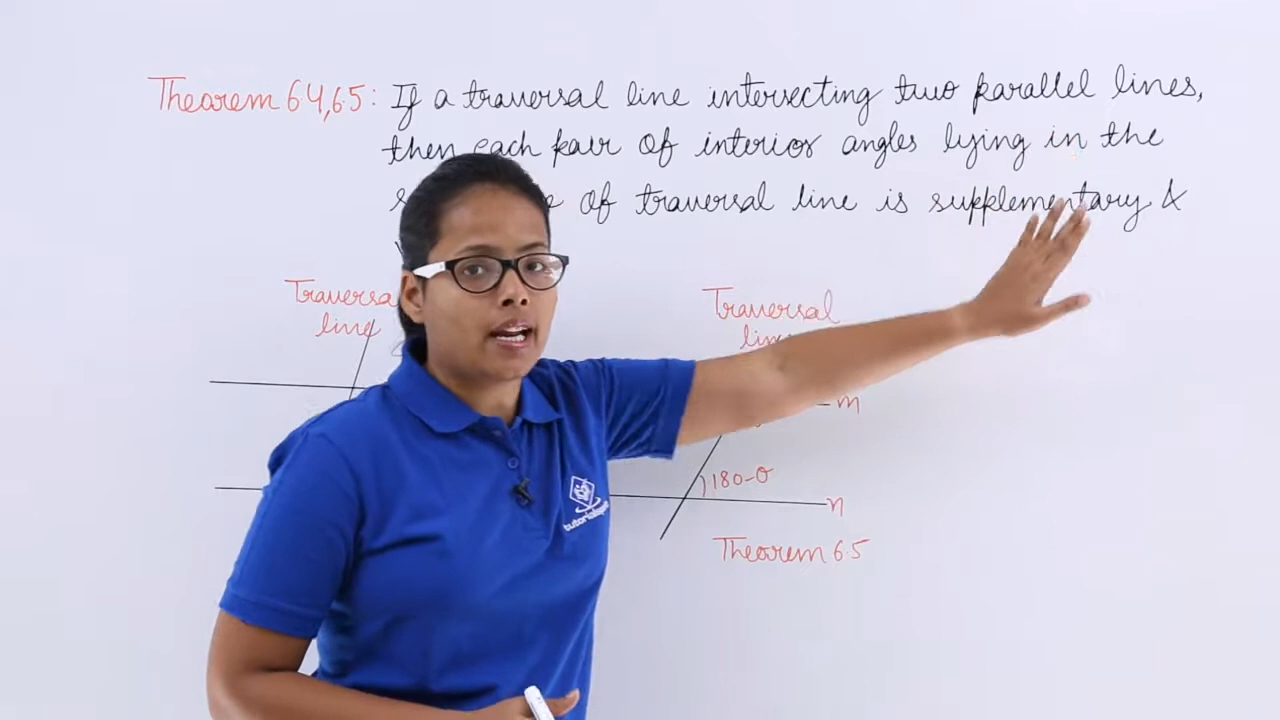 Theorem 6.4,6.5: If a traversal line intersecting two parallel lines,
then each pair of interior angles lying in the
of traversal line is supplementary &
Traversal
line
Traversal
line
m
180-θ
n
Theorem 6.5